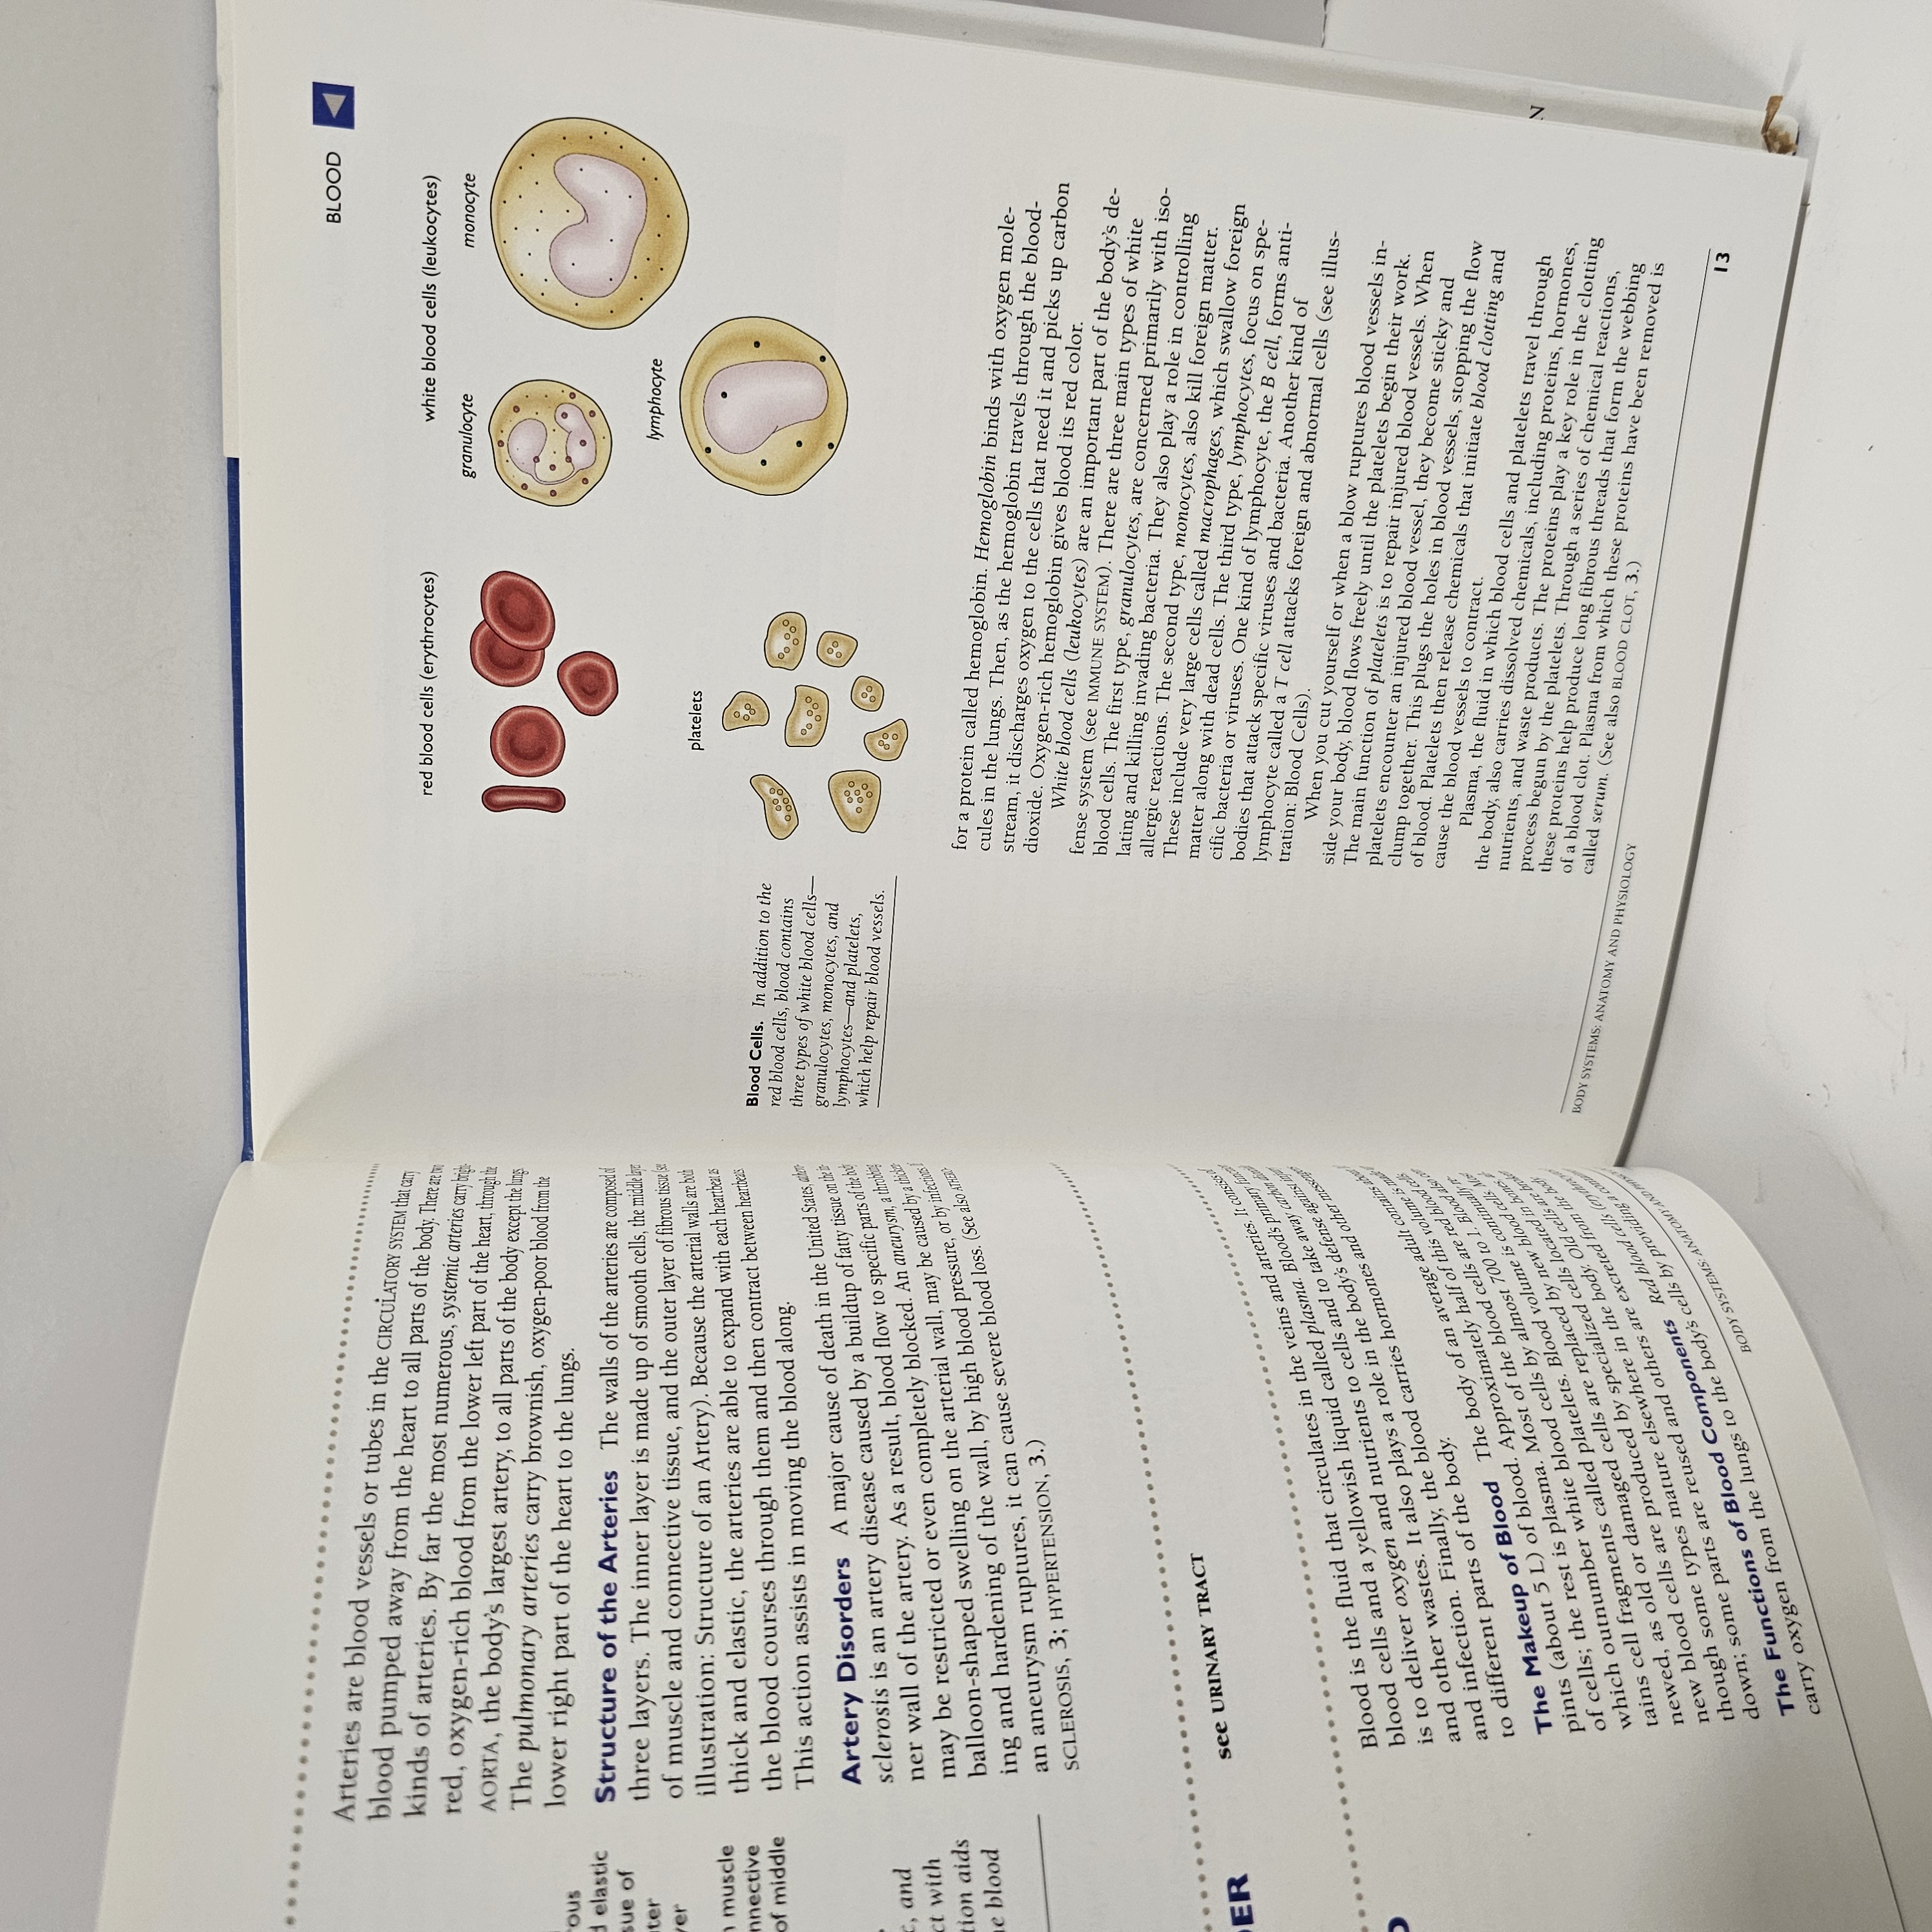 ous
d elastic
sue of
ter
er
muscle
nnective
of middle
c, and
ct with
tion aids
e blood
Arteries are blood vessels or tubes in the CIRCULATORY SYSTEM that carry
blood pumped away from the heart to all parts of the body. There are two
kinds of arteries. By far the most numerous, systemic arteries carry bright-
red, oxygen-rich blood from the lower left part of the heart, through the
AORTA, the body's largest artery, to all parts of the body except the lungs.
The pulmonary arteries carry brownish, oxygen-poor blood from the
lower right part of the heart to the lungs.
Structure of the Arteries The walls of the arteries are composed of
three layers. The inner layer is made up of smooth cells, the middle layer
of muscle and connective tissue, and the outer layer of fibrous tissue (see
illustration: Structure of an Artery). Because the arterial walls are both
thick and elastic, the arteries are able to expand with each heartbeat as
the blood courses through them and then contract between heartbeats.
This action assists in moving the blood along.
Artery Disorders A major cause of death in the United States, athero-
sclerosis is an artery disease caused by a buildup of fatty tissue on the in-
ner wall of the artery. As a result, blood flow to specific parts of the body
may be restricted or even completely blocked. An aneurysm, a throbbing
balloon-shaped swelling on the arterial wall, may be caused by a thicken-
ing and hardening of the wall, by high blood pressure, or by infections. If
an aneurysm ruptures, it can cause severe blood loss. (See also ATHERO-
SCLEROSIS, 3; HYPERTENSION, 3.)
DER
see URINARY TRACT
D
Blood is the fluid that circulates in the veins and arteries. It consists of
blood cells and a yellowish liquid called plasma. Blood's primary function
is to deliver oxygen and nutrients to cells and to take away carbon dioxide
and other wastes. It also plays a role in the body's defense against injury
and infection. Finally, the blood carries hormones and other messengers
to different parts of the body.
The Makeup of Blood The body of an average adult contains about
pints (about 5 L) of blood. Approximately half of this volume is made
of cells; the rest is plasma. Most of the blood cells are red blood cells,
which outnumber white blood cells by almost 700 to 1. Blood also con-
tains cell fragments called platelets. Blood volume is continually re-
newed, as old or damaged cells are replaced by new blood cells. Most
new blood cells are produced by specialized cells located in bones, al-
though some types mature elsewhere in the body. Old cells are broken
down; some parts are reused and others are excreted from the body.
The Functions of Blood Components Red blood cells (erythrocytes)
carry oxygen from the lungs to the body's cells by providing a container
BODY SYSTEMS: ANATOMY AND PHYSIOLOGY
BLOOD
red blood cells (erythrocytes)
white blood cells (leukocytes)
granulocyte
monocyte
lymphocyte
platelets
Blood Cells. In addition to the
red blood cells, blood contains
three types of white blood cells—
granulocytes, monocytes, and
lymphocytes—and platelets,
which help repair blood vessels.
for a protein called hemoglobin. Hemoglobin binds with oxygen mole-
cules in the lungs. Then, as the hemoglobin travels through the blood-
stream, it discharges oxygen to the cells that need it and picks up carbon
dioxide. Oxygen-rich hemoglobin gives blood its red color.
White blood cells (leukocytes) are an important part of the body's de-
fense system (see IMMUNE SYSTEM). There are three main types of white
blood cells. The first type, granulocytes, are concerned primarily with iso-
lating and killing invading bacteria. They also play a role in controlling
allergic reactions. The second type, monocytes, also kill foreign matter.
These include very large cells called macrophages, which swallow foreign
matter along with dead cells. The third type, lymphocytes, focus on spe-
cific bacteria or viruses. One kind of lymphocyte, the B cell, forms anti-
bodies that attack specific viruses and bacteria. Another kind of
lymphocyte called a T cell attacks foreign and abnormal cells (see illus-
tration: Blood Cells).
When you cut yourself or when a blow ruptures blood vessels in-
side your body, blood flows freely until the platelets begin their work.
The main function of platelets is to repair injured blood vessels. When
platelets encounter an injured blood vessel, they become sticky and
clump together. This plugs the holes in blood vessels, stopping the flow
of blood. Platelets then release chemicals that initiate blood clotting and
cause the blood vessels to contract.
Plasma, the fluid in which blood cells and platelets travel through
the body, also carries dissolved chemicals, including proteins, hormones,
nutrients, and waste products. The proteins play a key role in the clotting
process begun by the platelets. Through a series of chemical reactions,
these proteins help produce long fibrous threads that form the webbing
of a blood clot. Plasma from which these proteins have been removed is
called serum. (See also BLOOD CLOT, 3.)
BODY SYSTEMS: ANATOMY AND PHYSIOLOGY
13
N